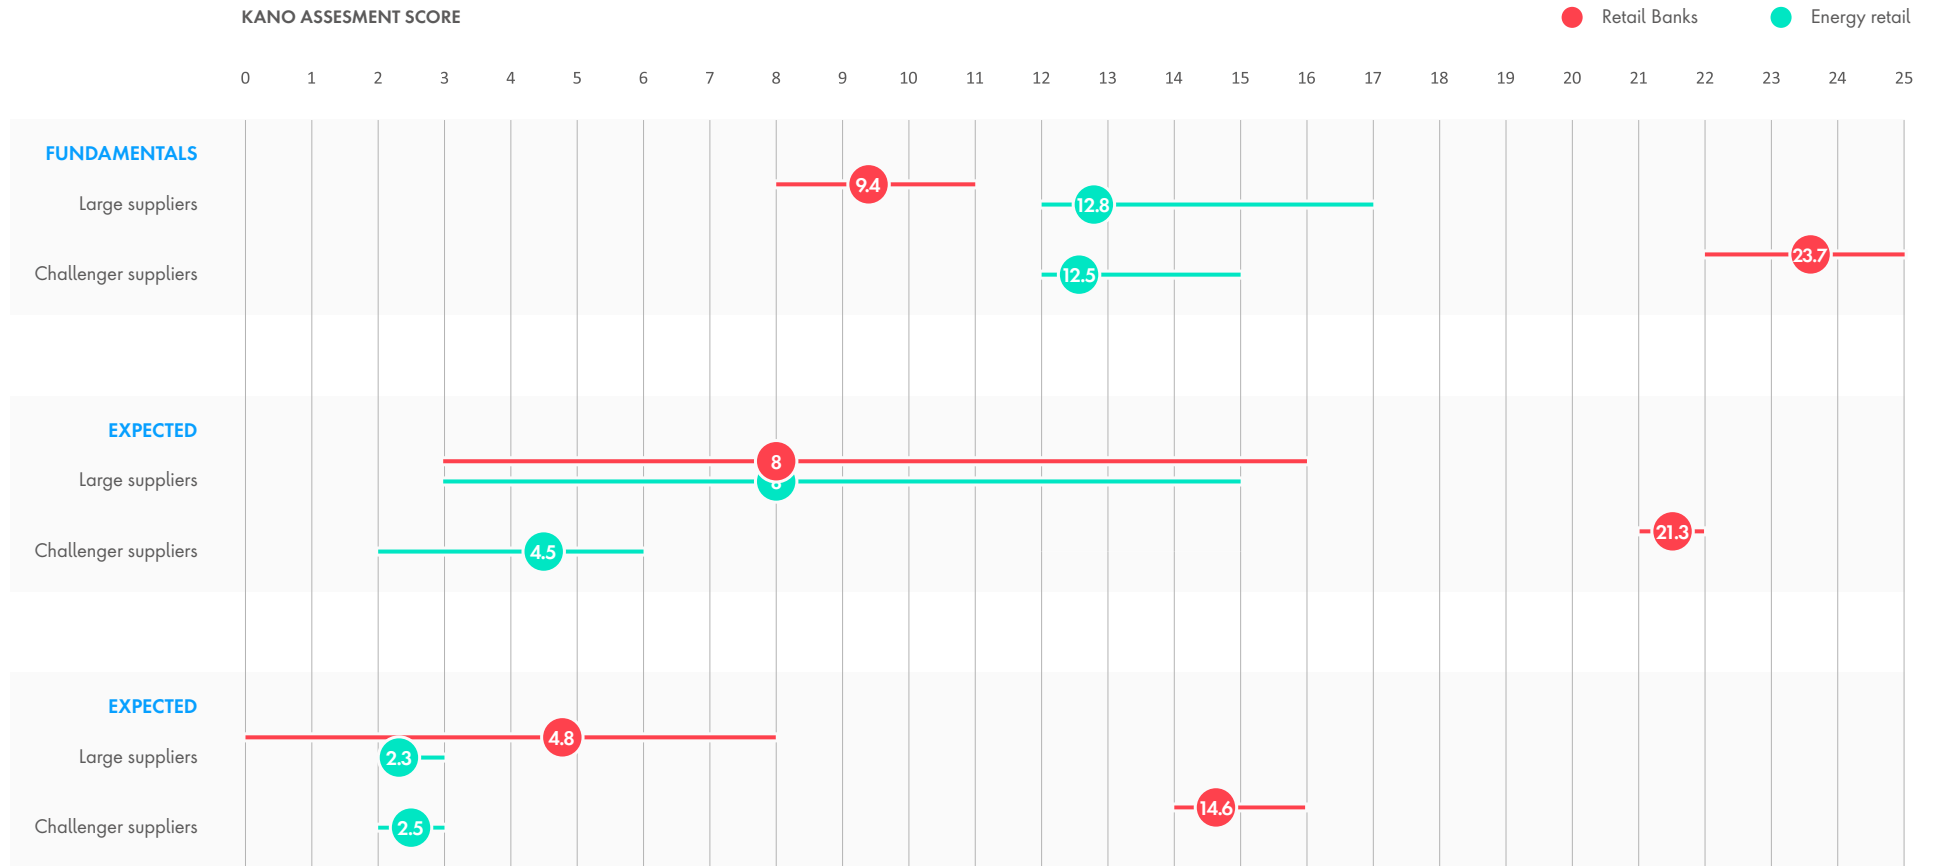 KANO ASSESMENT SCORE
Retail Banks
Energy retail
0 1 2 3 4 5 6 7 8 9 10 11 12 13 14 15 16 17 18 19 20 21 22 23 24 25
FUNDAMENTALS
9.4
Large suppliers
12.8
23.7
Challenger suppliers
12.5
EXPECTED
8
Large suppliers
21.3
Challenger suppliers
4.5
EXPECTED
4.8
Large suppliers
2.3
14.6
Challenger suppliers
2.5